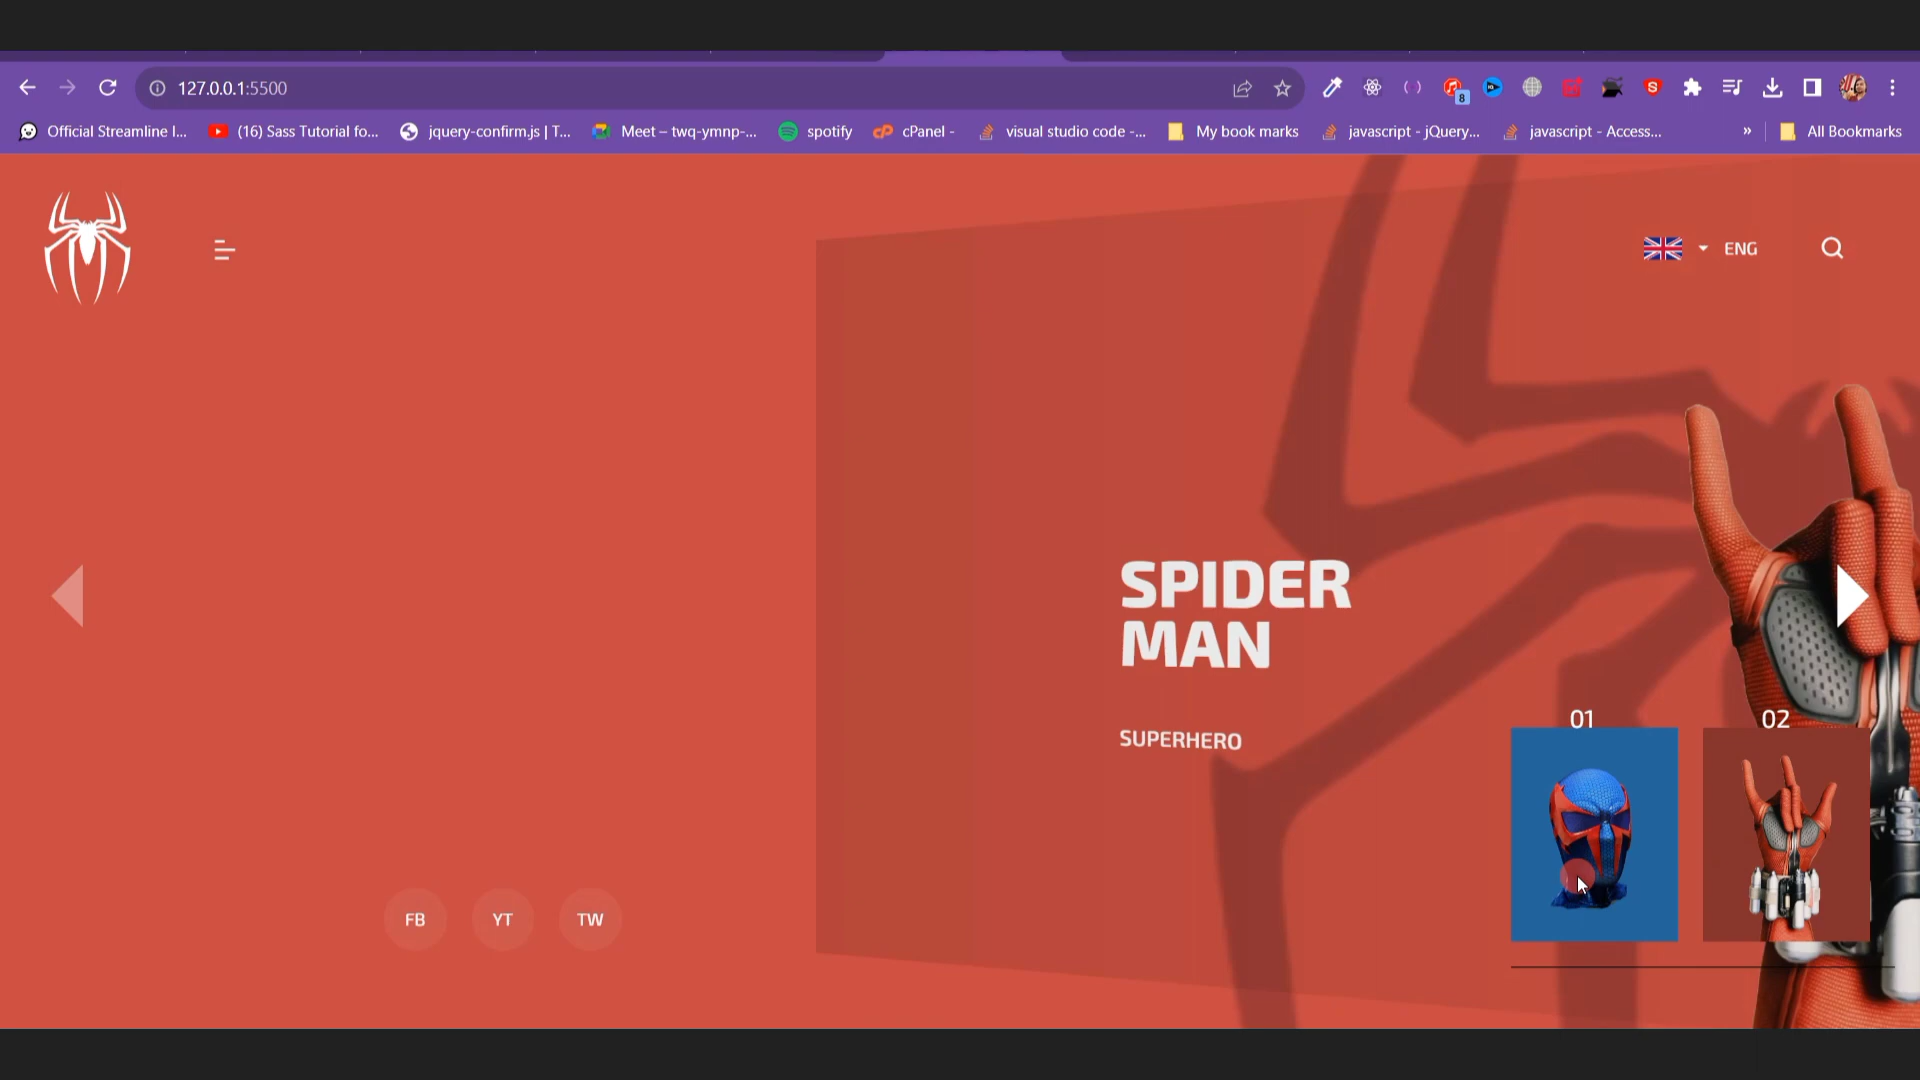 127.0.0.1:5500
8
Official Streamline I... (16) Sass Tutorial fo... jquery-confirm.js | T... Meet – twq-ymnp-... spotify cPanel - visual studio code -... My book marks javascript - jQuery... javascript - Access... » All Bookmarks
ENG
SPIDER
MAN
SUPERHERO
01 02
FB YT TW